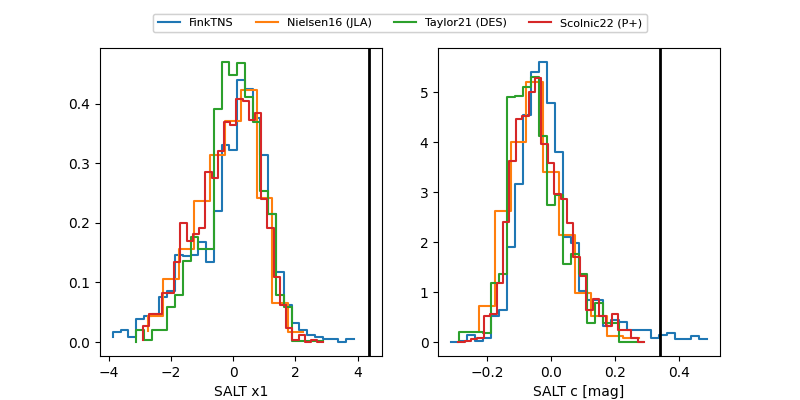 FinkTNS Nielsen16 (JLA) Taylor21 (DES) Scolnic22 (P+)
0.4
0.3
0.2
0.1
0.0
−4 −2 0 2 4
SALT x1
5
4
3
2
1
0
−0.2 0.0 0.2 0.4
SALT c [mag]